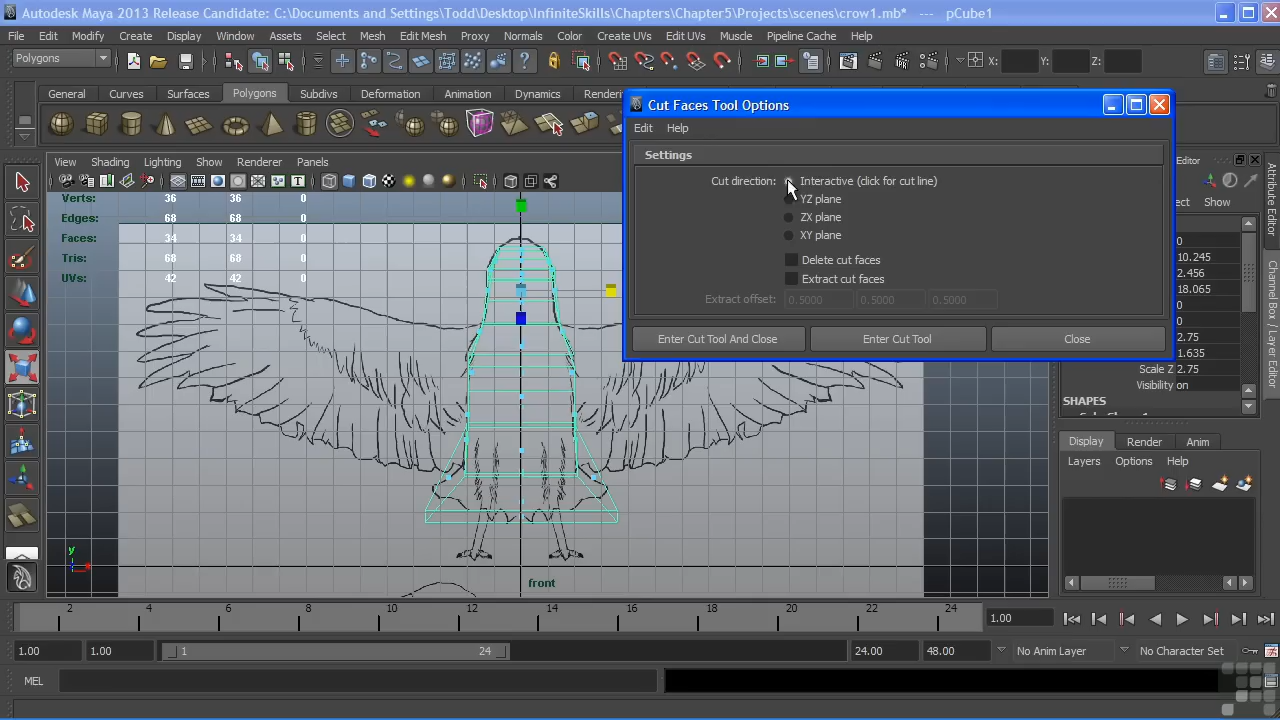 Autodesk Maya 2013 Release Candidate: C:\Documents and Settings\Todd\Desktop\InfiniteSkills\Chapters\Chapter5\Projects\scenes\crow1.mb* --- pCube1
File Edit Modify Create Display Window Assets Select Mesh Edit Mesh Proxy Normals Color Create UVs Edit UVs Muscle Pipeline Cache Help
Polygons X: Y: Z:
General Curves Surfaces Polygons Subdivs Deformation Animation Dynamics
Cut Faces Tool Options
Edit Help
Settings
Cut direction: Interactive (click for cut line)
YZ plane
ZX plane
XY plane
Delete cut faces
Extract cut faces
Extract offset: 0.5000 0.5000 0.5000
Enter Cut Tool And Close Enter Cut Tool Close
View Shading Lighting Show Renderer Panels
Verts: 36 36 0
Edges: 68 68 0
Faces: 34 34 0
Tris: 68 68 0
UVs: 42 42 0
y
front
Editor
Show
0
10.245
2.456
18.065
0
0
0
2.75
1.635
Scale Z 2.75
Visibility on
SHAPES
Attribute Editor
Channel Box / Layer Editor
Display Render Anim
Layers Options Help
2 4 6 8 10 12 14 16 18 20 22 24
1.00
1.00 1.00 1 24 24.00 48.00 No Anim Layer No Character Set
MEL